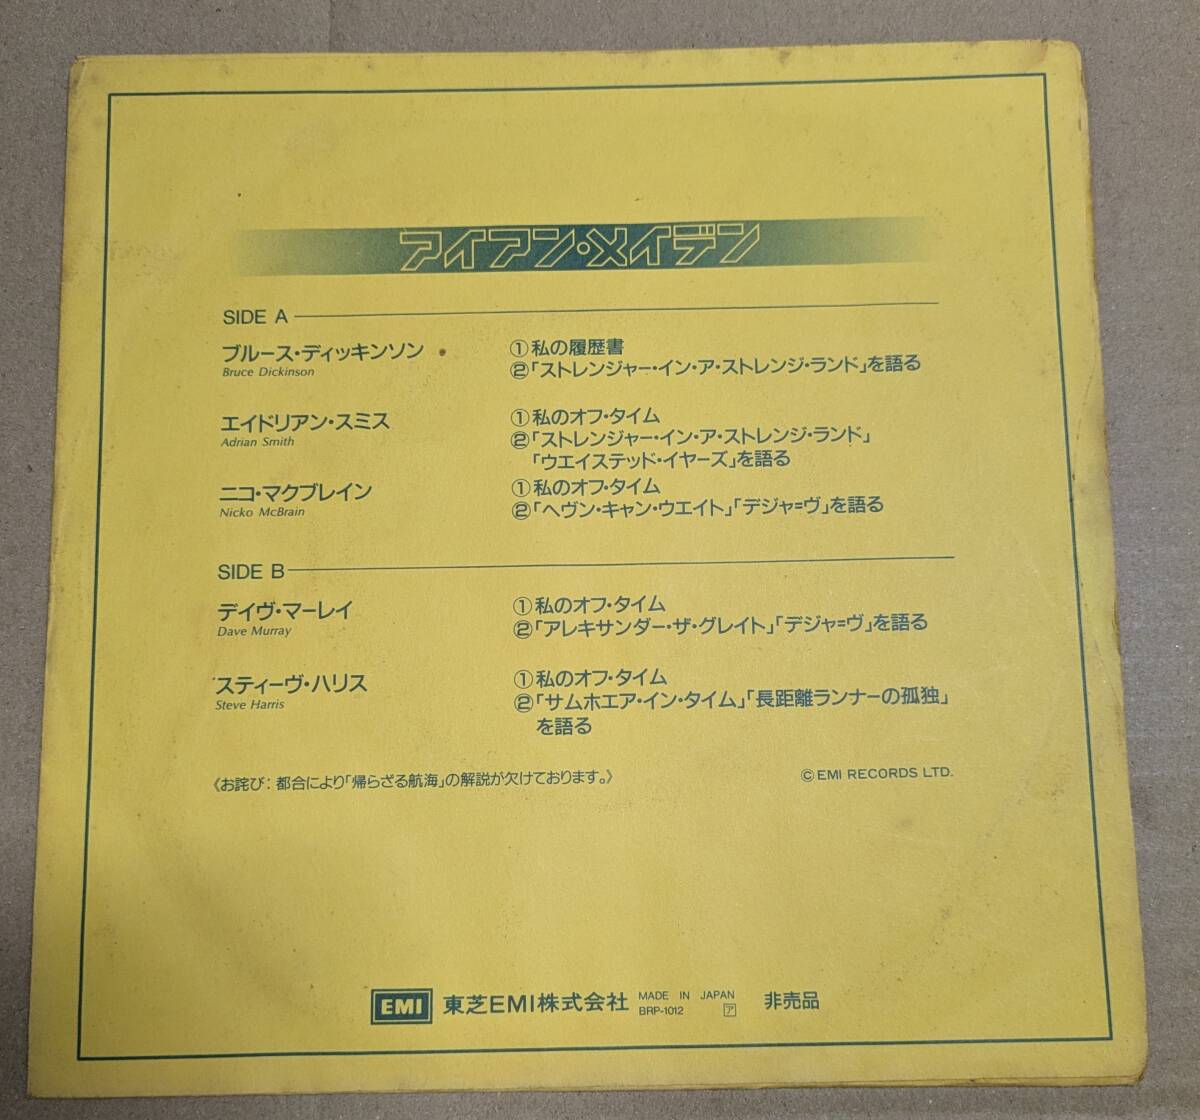 アイアン・メイデン
SIDE A
ブルース・ディッキンソン
Bruce Dickinson
①私の履歴書
②「ストレンジャー・イン・ア・ストレンジ・ランド」を語る
エイドリアン・スミス
Adrian Smith
①私のオフ・タイム
②「ストレンジャー・イン・ア・ストレンジ・ランド」
「ウエイステッド・イヤーズ」を語る
ニコ・マクブレイン
Nicko McBrain
①私のオフ・タイム
②「ヘヴン・キャン・ウエイト」「デジャ=ヴ」を語る
SIDE B
デイヴ・マーレイ
Dave Murray
①私のオフ・タイム
②「アレキサンダー・ザ・グレイト」「デジャ=ヴ」を語る
スティーヴ・ハリス
Steve Harris
①私のオフ・タイム
②「サムホエア・イン・タイム」「長距離ランナーの孤独」
を語る
《お詫び：都合により「帰らざる航海」の解説が欠けております。》
ⒸEMI RECORDS LTD.
EMI 東芝EMI株式会社
MADE IN JAPAN
BRP-1012 ア
非売品